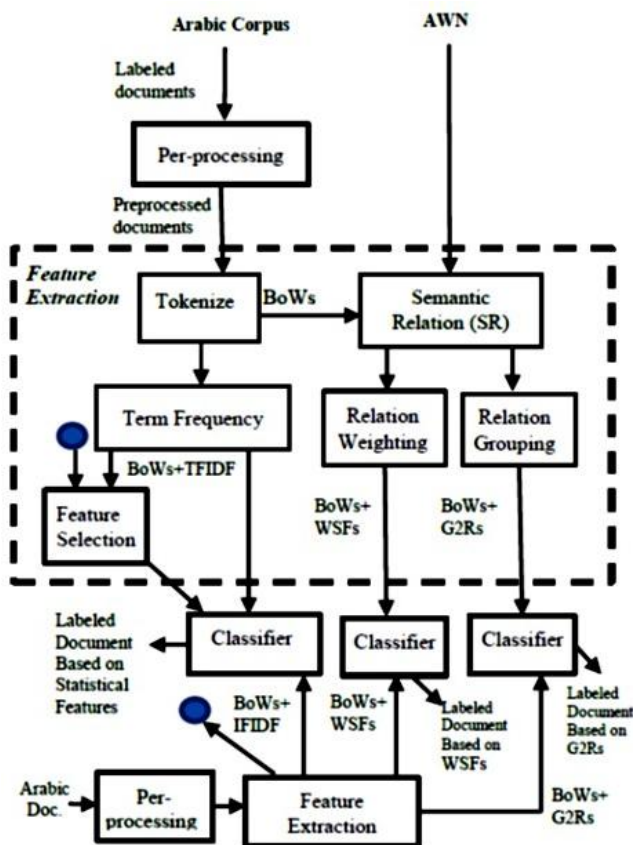 Arabic Corpus
AWN
Labeled
documents
Per-processing
Preprocessed
documents
Feature
Extraction
Tokenize
BoWs
Semantic
Relation (SR)
Term Frequency
Relation
Weighting
Relation
Grouping
BoWs+TFIDF
Feature
Selection
BoWs+
WSFs
BoWs+
G2Rs
Labeled
Document
Based on
Statistical
Features
Classifier
Classifier
Classifier
BoWs+
IFIDF
BoWs+
WSFs
Labeled
Document
Based on
WSFs
Labeled
Document
Based on
G2Rs
Arabic
Doc.
Per-
processing
Feature
Extraction
BoWs+
G2Rs